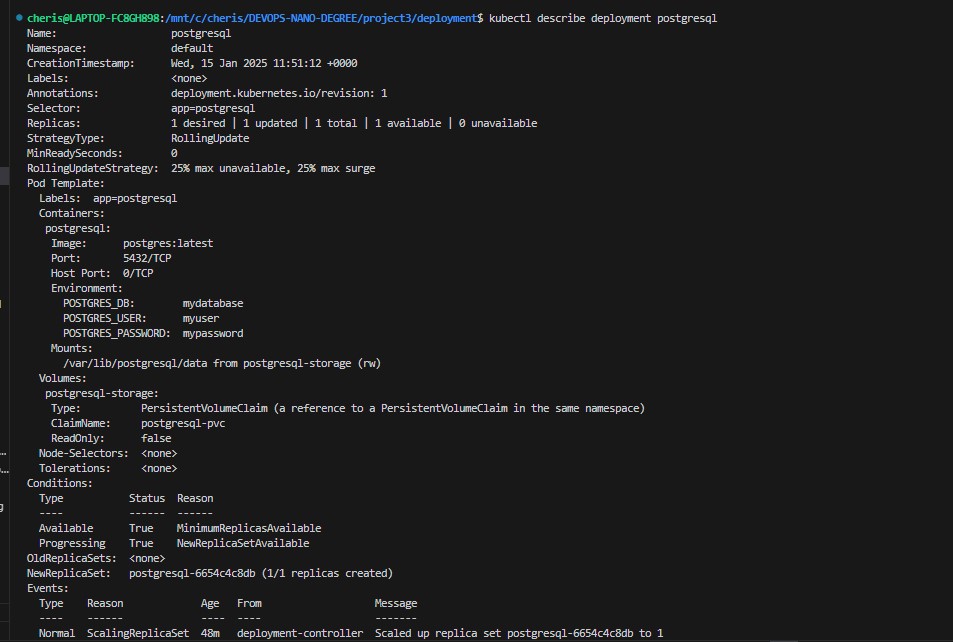 cheris@LAPTOP-FC8GH898:/mnt/c/cheris/DEVOPS-NANO-DEGREE/project3/deployment$ kubectl describe deployment postgresql
Name:                   postgresql
Namespace:              default
CreationTimestamp:      Wed, 15 Jan 2025 11:51:12 +0000
Labels:                 <none>
Annotations:            deployment.kubernetes.io/revision: 1
Selector:               app=postgresql
Replicas:               1 desired | 1 updated | 1 total | 1 available | 0 unavailable
StrategyType:           RollingUpdate
MinReadySeconds:        0
RollingUpdateStrategy:  25% max unavailable, 25% max surge
Pod Template:
  Labels:  app=postgresql
  Containers:
   postgresql:
    Image:      postgres:latest
    Port:       5432/TCP
    Host Port:  0/TCP
    Environment:
      POSTGRES_DB:        mydatabase
      POSTGRES_USER:      myuser
      POSTGRES_PASSWORD:  mypassword
    Mounts:
      /var/lib/postgresql/data from postgresql-storage (rw)
  Volumes:
   postgresql-storage:
    Type:          PersistentVolumeClaim (a reference to a PersistentVolumeClaim in the same namespace)
    ClaimName:     postgresql-pvc
    ReadOnly:      false
  Node-Selectors:  <none>
  Tolerations:     <none>
Conditions:
  Type           Status  Reason
  ----           ------  ------
  Available      True    MinimumReplicasAvailable
  Progressing    True    NewReplicaSetAvailable
OldReplicaSets:  <none>
NewReplicaSet:   postgresql-6654c4c8db (1/1 replicas created)
Events:
  Type    Reason             Age   From                   Message
  ----    ------             ----  ----                   -------
  Normal  ScalingReplicaSet  48m   deployment-controller  Scaled up replica set postgresql-6654c4c8db to 1